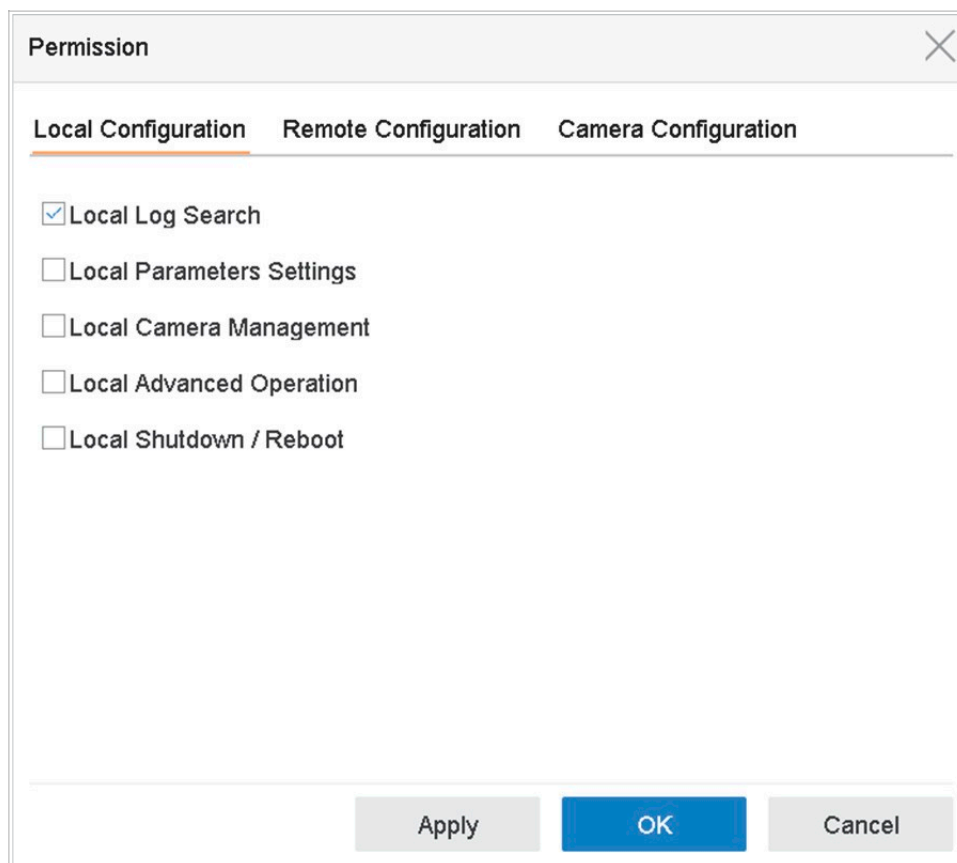 Permission
Local Configuration Remote Configuration Camera Configuration
Local Log Search
Local Parameters Settings
Local Camera Management
Local Advanced Operation
Local Shutdown / Reboot
Apply OK Cancel